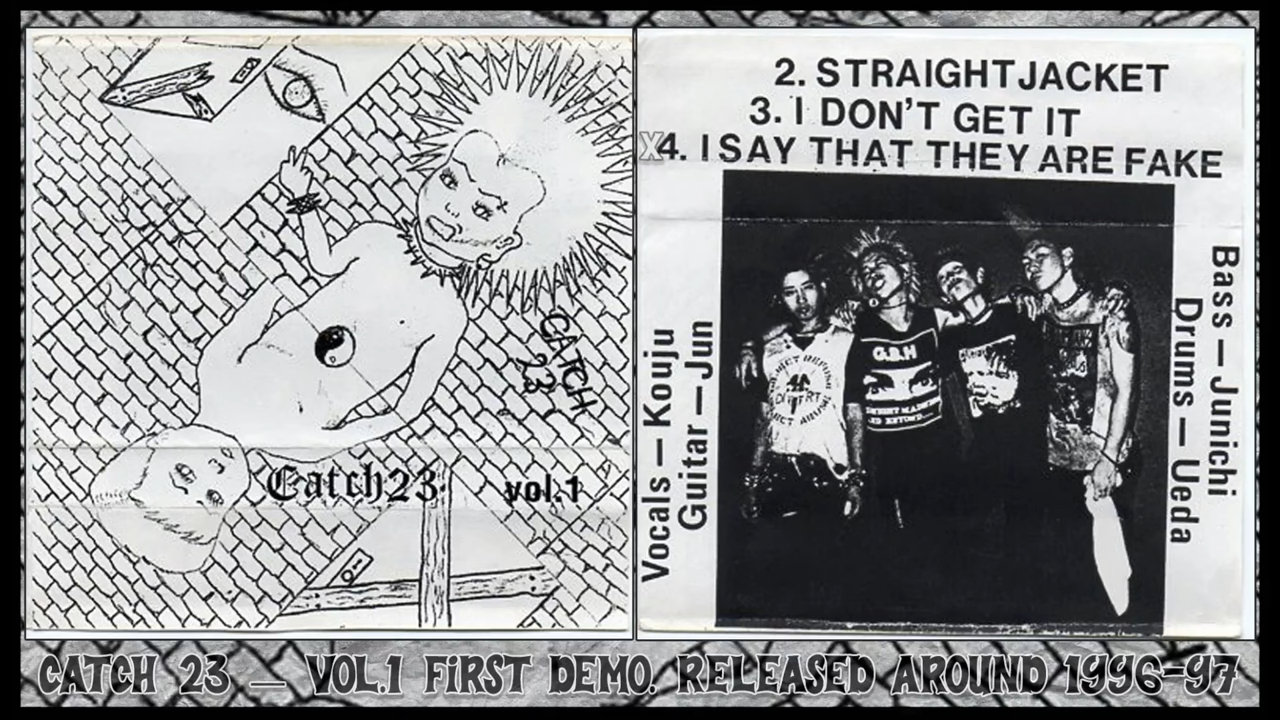 CATCH
23
Catch23
vol.1
2. STRAIGHTJACKET
3. I DON'T GET IT
X4. I SAY THAT THEY ARE FAKE
Vocals — Kouju
Guitar — Jun
G.B.H
Bass — Junichi
Drums — Ueda
CATCH 23 — VOL.1 FIRST DEMO. RELEASED AROUND 1996-97